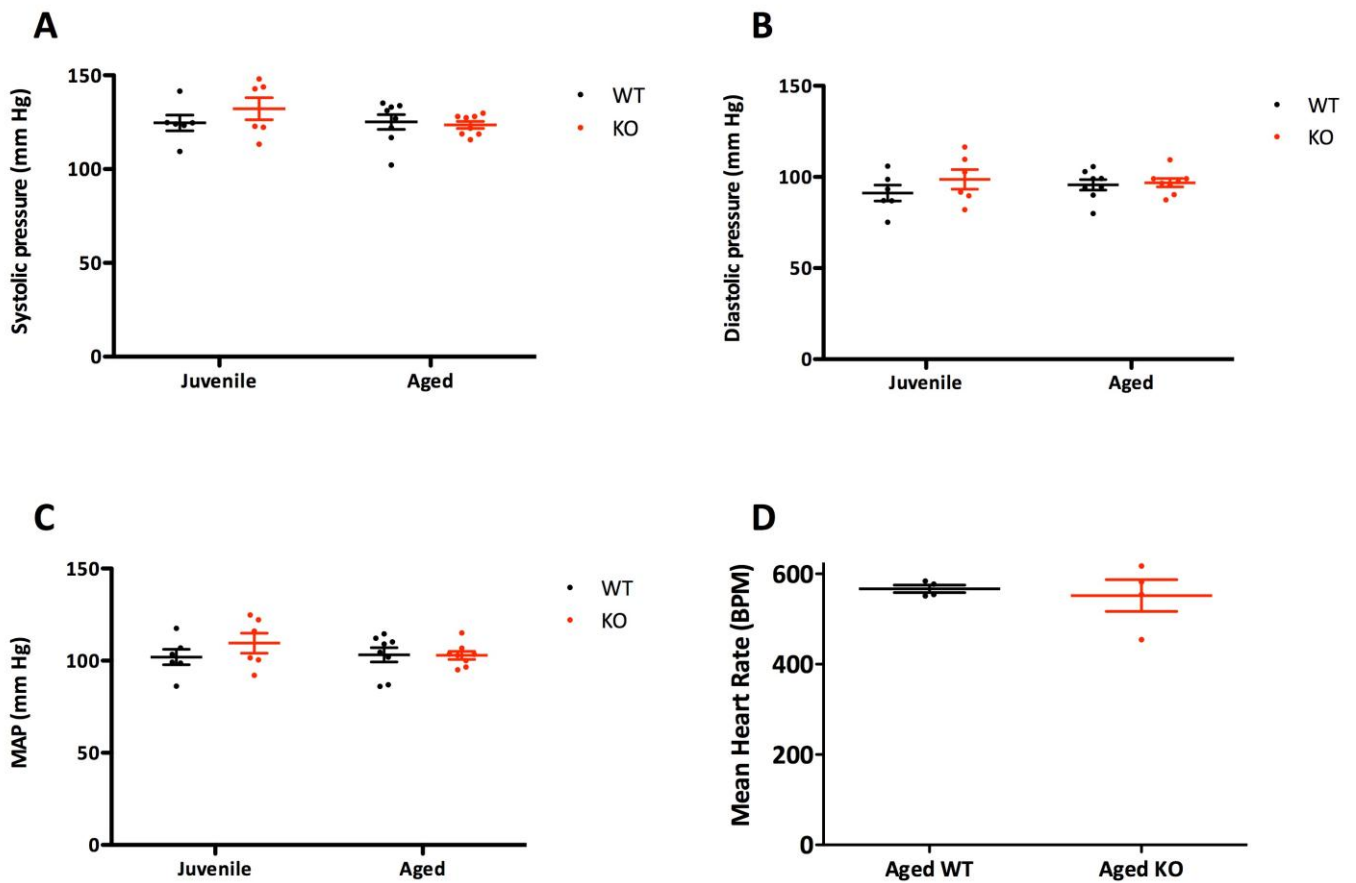 A
Systolic pressure (mm Hg)
150
100
50
0
Juvenile
Aged
WT
KO
B
Diastolic pressure (mm Hg)
150
100
50
0
Juvenile
Aged
WT
KO
C
MAP (mm Hg)
150
100
50
0
Juvenile
Aged
WT
KO
D
Mean Heart Rate (BPM)
600
400
200
0
Aged WT
Aged KO